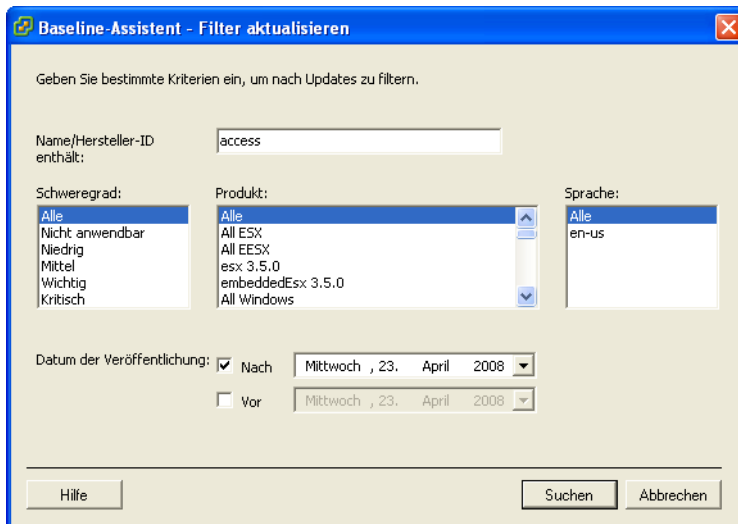 Baseline-Assistent - Filter aktualisieren
Geben Sie bestimmte Kriterien ein, um nach Updates zu filtern.
Name/Hersteller-ID
enthält:
access
Schweregrad:
Alle
Nicht anwendbar
Niedrig
Mittel
Wichtig
Kritisch
Produkt:
Alle
All ESX
All EESX
esx 3.5.0
embeddedEsx 3.5.0
All Windows
Sprache:
Alle
en-us
Datum der Veröffentlichung:
Nach
Mittwoch , 23. April 2008
Vor
Mittwoch , 23. April 2008
Hilfe
Suchen
Abbrechen